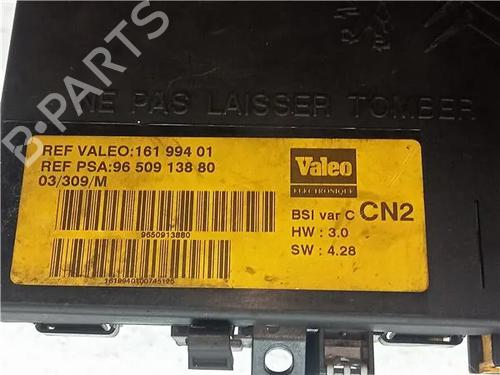 B-PARTS
NE PAS LAISSER TOMBER
REF VALEO:161 994 01
REF PSA:96 509 138 80
03/309/M
9650913880
1619940100745125
Valeo
ELECTRONIQUE
BSI var C CN2
HW : 3.0
SW : 4.28